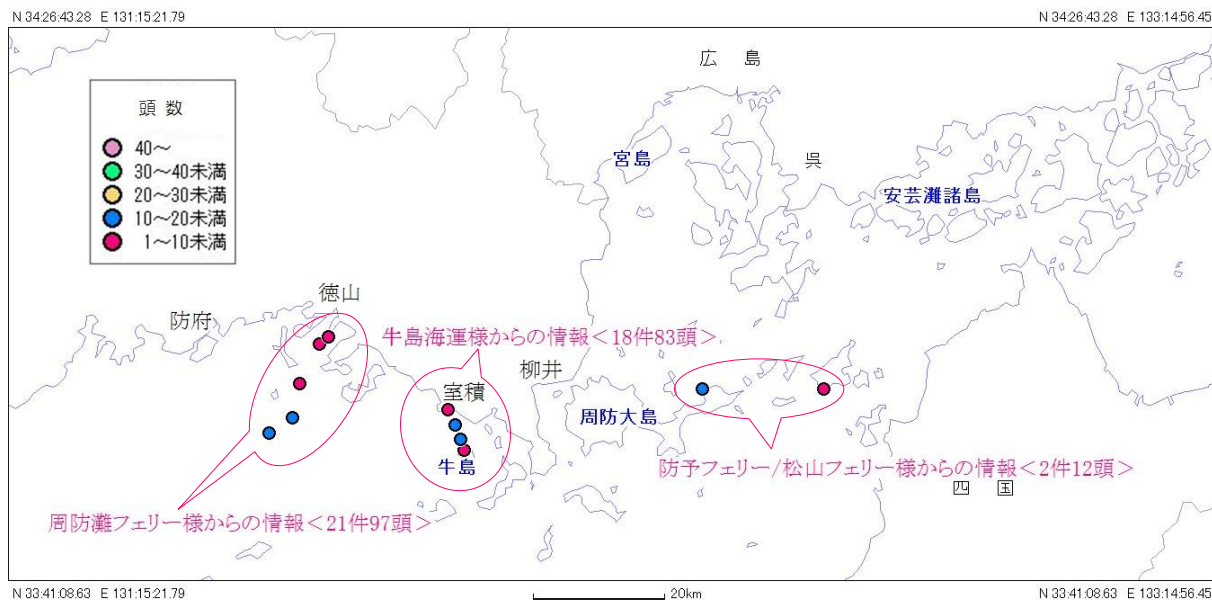 N 34:26:43.28 E 131:15:21.79
N 34:26:43.28 E 133:14:56.45
広島
頭数
40～
30～40未満
20～30未満
10～20未満
1～10未満
宮島
呉
安芸灘諸島
徳山
防府
牛島海運様からの情報＜18件83頭＞
柳井
室積
周防大島
牛島
防予フェリー/松山フェリー様からの情報＜2件12頭＞
四国
周防灘フェリー様からの情報＜21件97頭＞
N 33:41:08.63 E 131:15:21.79
20km
N 33:41:08.63 E 133:14:56.45